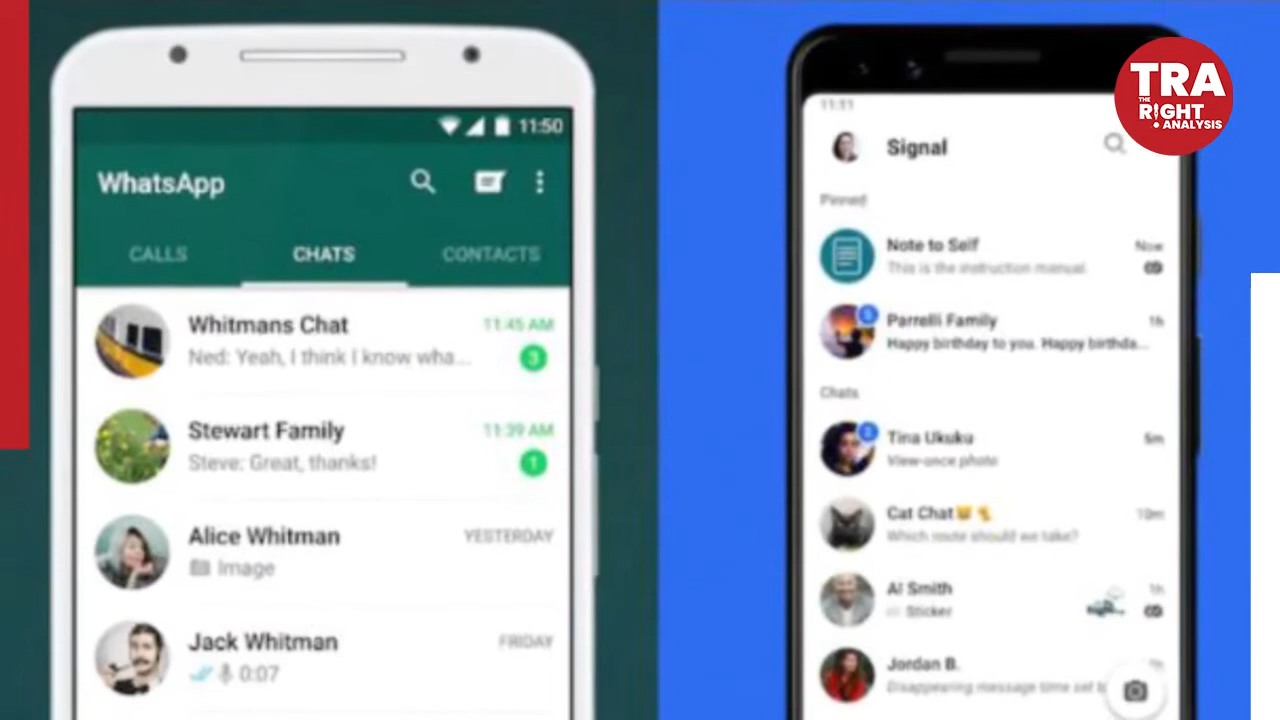 11:50
WhatsApp
CALLS CHATS CONTACTS
Whitmans Chat 11:45 AM
Ned: Yeah, I think I know wha... 3
Stewart Family 11:39 AM
Steve: Great, thanks! 1
Alice Whitman YESTERDAY
Image
Jack Whitman FRIDAY
0:07
11:11
Signal
Pinned
Note to Self Now
This is the instruction manual.
Parrelli Family 1h
Happy birthday to you. Happy birthda...
Chats
Tina Ukuku 5m
View-once photo
Cat Chat 10m
Which route should we take?
Al Smith 1h
Sticker
Jordan B.
Disappearing message time set
TRA
THE
RIGHT
ANALYSIS